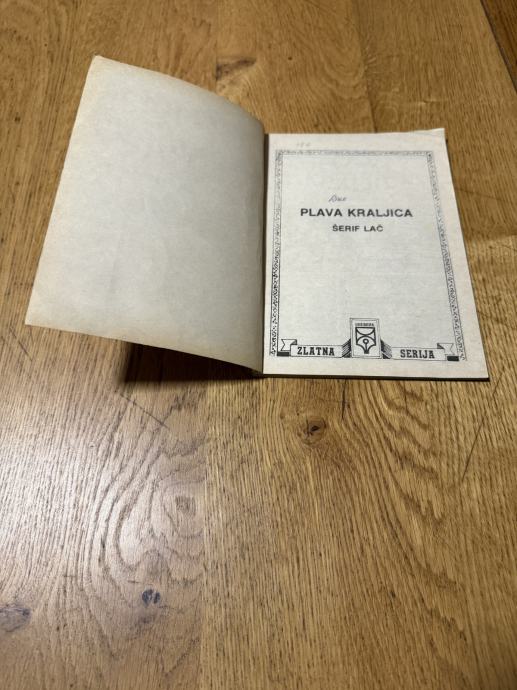 PLAVA KRALJICA
ŠERIF LAČ
ZLATNA SERIJA